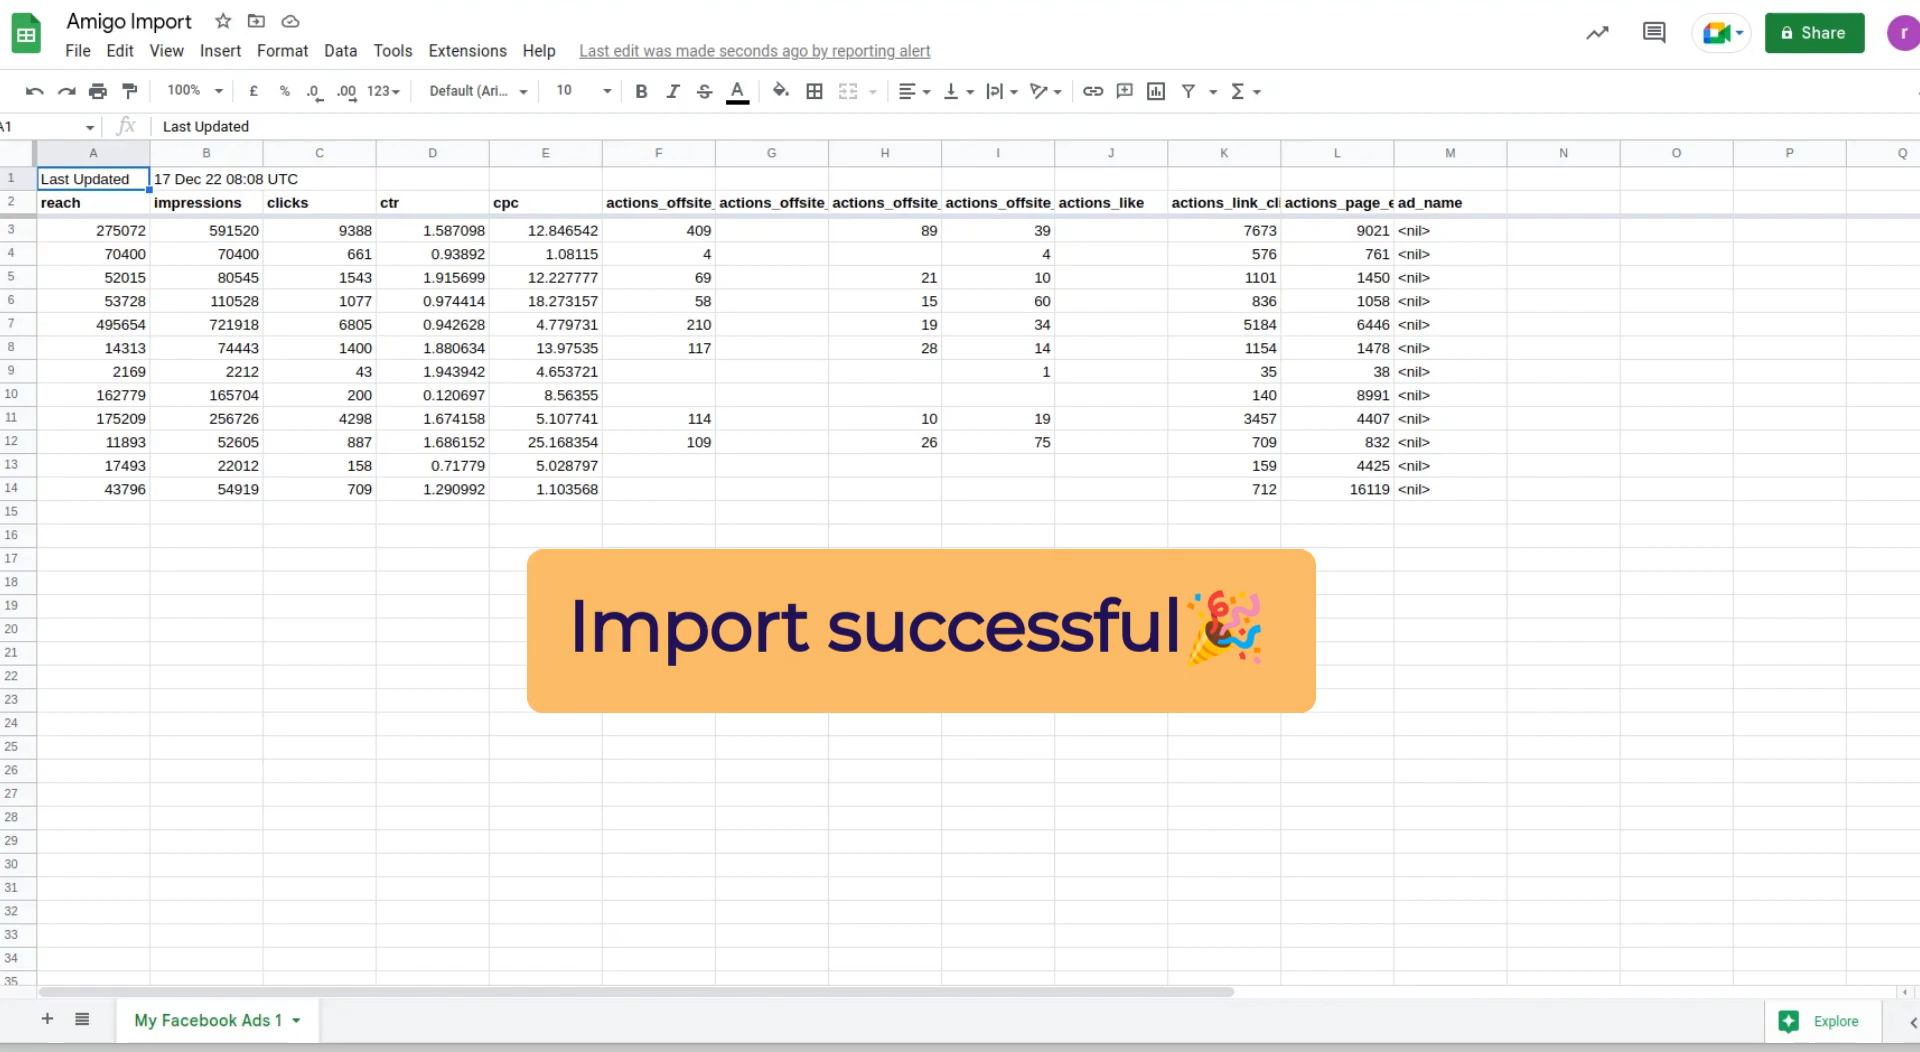 Amigo Import
File Edit View Insert Format Data Tools Extensions Help Last edit was made seconds ago by reporting alert
Share
r
100% £ % .0 .00 123 Default (Ari... 10 B I S A
A1 fx Last Updated
A B C D E F G H I J K L M N O P Q
1 Last Updated 17 Dec 22 08:08 UTC
2 reach impressions clicks ctr cpc actions_offsite_ actions_offsite_ actions_offsite_ actions_offsite_ actions_like actions_link_cli actions_page_e ad_name
3 275072 591520 9388 1.587098 12.846542 409 89 39 7673 9021 <nil>
4 70400 70400 661 0.93892 1.08115 4 4 576 761 <nil>
5 52015 80545 1543 1.915699 12.227777 69 21 10 1101 1450 <nil>
6 53728 110528 1077 0.974414 18.273157 58 15 60 836 1058 <nil>
7 495654 721918 6805 0.942628 4.779731 210 19 34 5184 6446 <nil>
8 14313 74443 1400 1.880634 13.97535 117 28 14 1154 1478 <nil>
9 2169 2212 43 1.943942 4.653721 1 35 38 <nil>
10 162779 165704 200 0.120697 8.56355 140 8991 <nil>
11 175209 256726 4298 1.674158 5.107741 114 10 19 3457 4407 <nil>
12 11893 52605 887 1.686152 25.168354 109 26 75 709 832 <nil>
13 17493 22012 158 0.71779 5.028797 159 4425 <nil>
14 43796 54919 709 1.290992 1.103568 712 16119 <nil>
15
16
17
18
19
20
Import successful🎉
21
22
23
24
25
26
27
28
29
30
31
32
33
34
35
My Facebook Ads 1
Explore